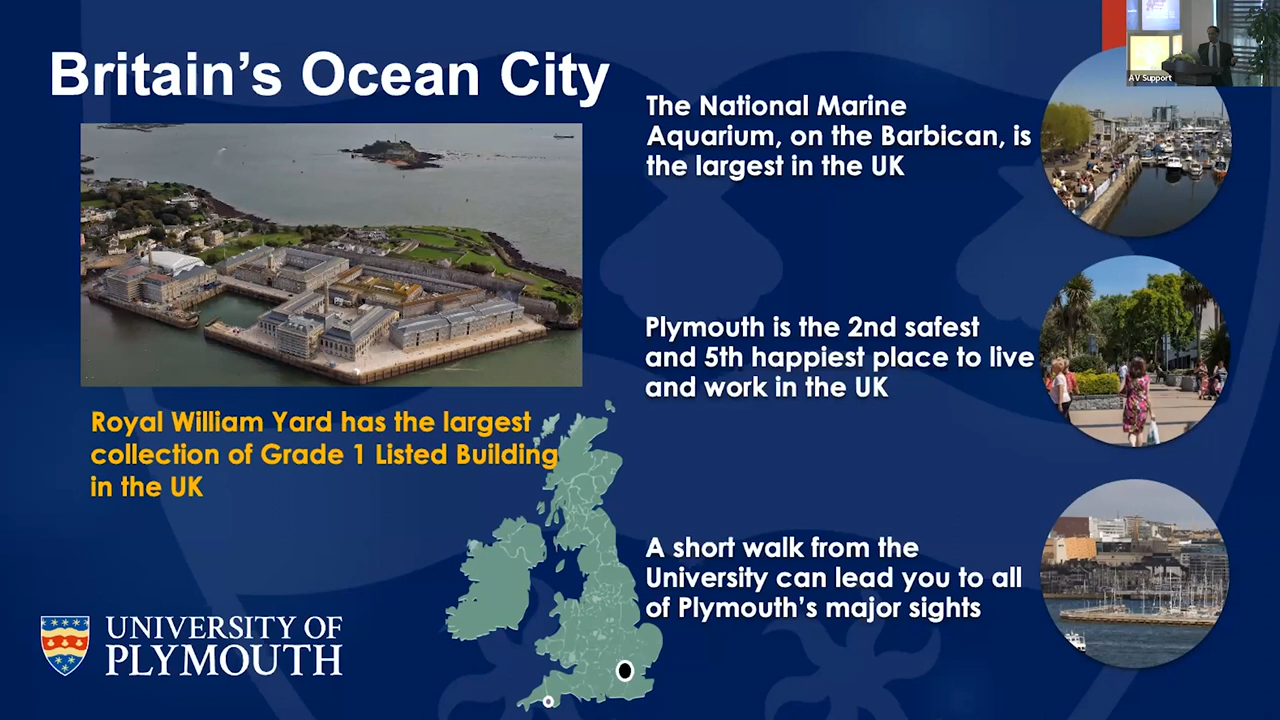 Britain's Ocean City
AV Support
The National Marine
Aquarium, on the Barbican, is
the largest in the UK
Plymouth is the 2nd safest
and 5th happiest place to live
and work in the UK
Royal William Yard has the largest
collection of Grade 1 Listed Building
in the UK
A short walk from the
University can lead you to all
of Plymouth's major sights
UNIVERSITY OF
PLYMOUTH